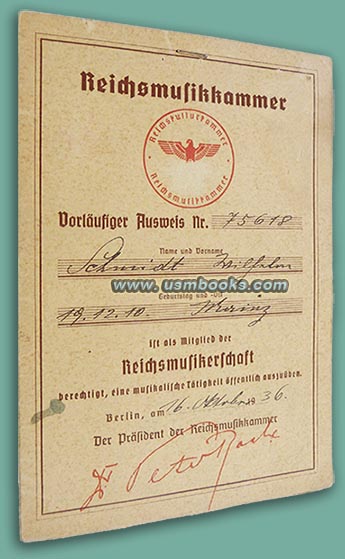 Reichsmusikkammer
Reichskulturkammer
Reichsmusikkammer
Vorläufiger Ausweis Nr. 75618
Name und Vorname
Schmidt Wilhelm
www.usmbooks.com
Geburtstag und -Ort
19.12.10. Mainz
ist als Mitglied der
Reichsmusikerschaft
berechtigt, eine musikalische Tätigkeit öffentlich auszuüben.
Berlin, am 16. Oktober 36.
Der Präsident der Reichsmusikkammer
Dr Peter Raabe